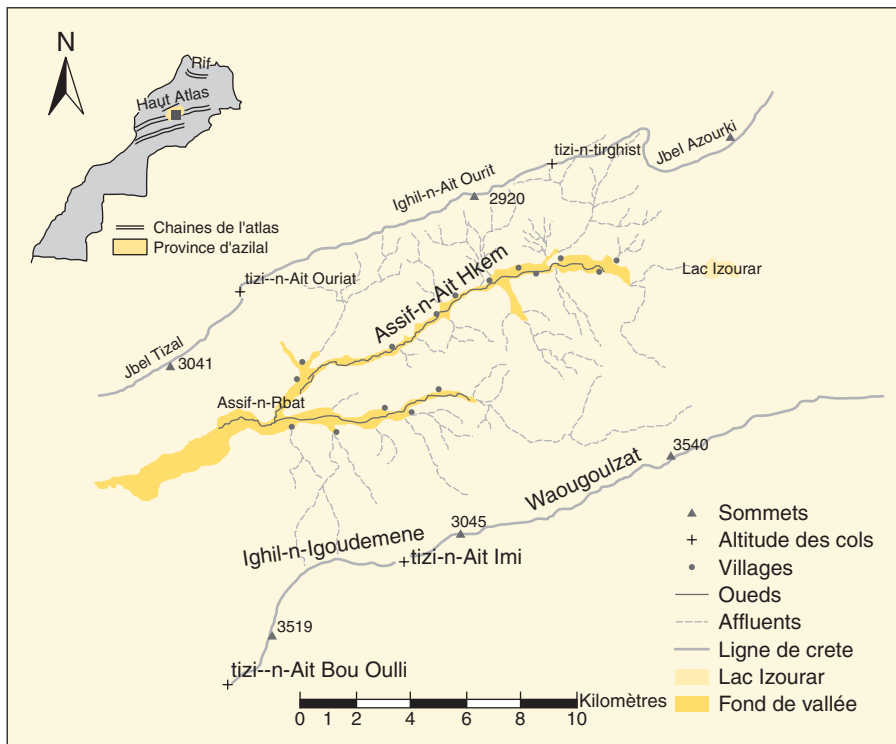 N
Rif
Haut Atlas
Chaines de l'atlas
Province d'azilal
tizi-n-tirghist
Jbel Azourki
Ighil-n-Ait Ourit
2920
Assif-n-Ait Hkem
Lac Izourar
tizi--n-Ait Ouriat
Jbel Tizal
3041
Assif-n-Rbat
3540
Waougoulzat
3045
Ighil-n-Igoudemene
tizi-n-Ait Imi
3519
tizi--n-Ait Bou Oulli
Sommets
Altitude des cols
Villages
Oueds
Affluents
Ligne de crete
Lac Izourar
Fond de vallée
Kilomètres
0 2 4 6 8 10